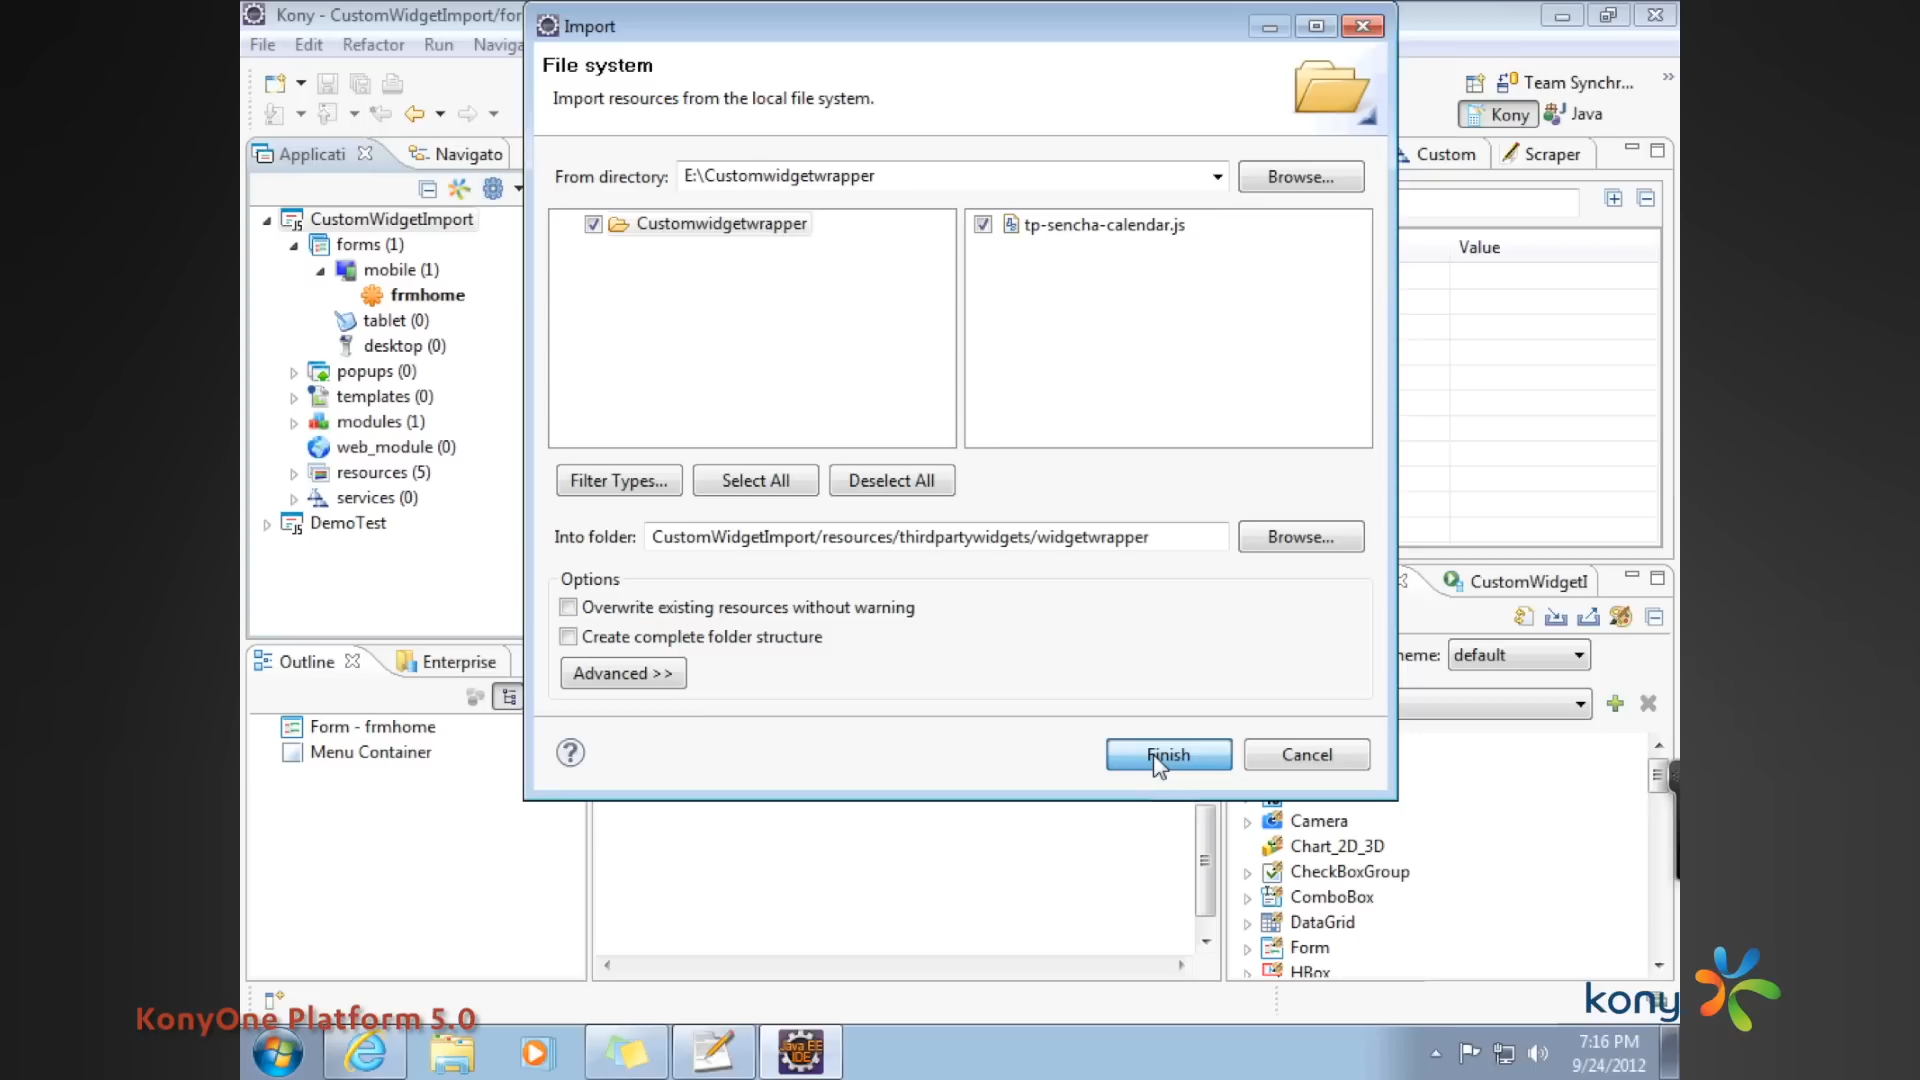 Kony - CustomWidgetImport/for
Import
File Edit Refactor Run Naviga
File system
Import resources from the local file system.
Team Synchr...
Kony Java
Applicati Navigato
Custom Scraper
From directory: E:\Customwidgetwrapper Browse...
CustomWidgetImport
Customwidgetwrapper
tp-sencha-calendar.js
forms (1)
Value
mobile (1)
frmhome
tablet (0)
desktop (0)
popups (0)
templates (0)
modules (1)
web_module (0)
resources (5)
Filter Types... Select All Deselect All
services (0)
DemoTest
Into folder: CustomWidgetImport/resources/thirdpartywidgets/widgetwrapper Browse...
Options
CustomWidgetI
Overwrite existing resources without warning
Create complete folder structure
eme: default
Outline Enterprise
Advanced >>
Form - frmhome
Menu Container
Finish Cancel
Camera
Chart_2D_3D
CheckBoxGroup
ComboBox
DataGrid
Form
HBox
kony
KonyOne Platform 5.0
Java EE
IDE
7:16 PM
9/24/2012